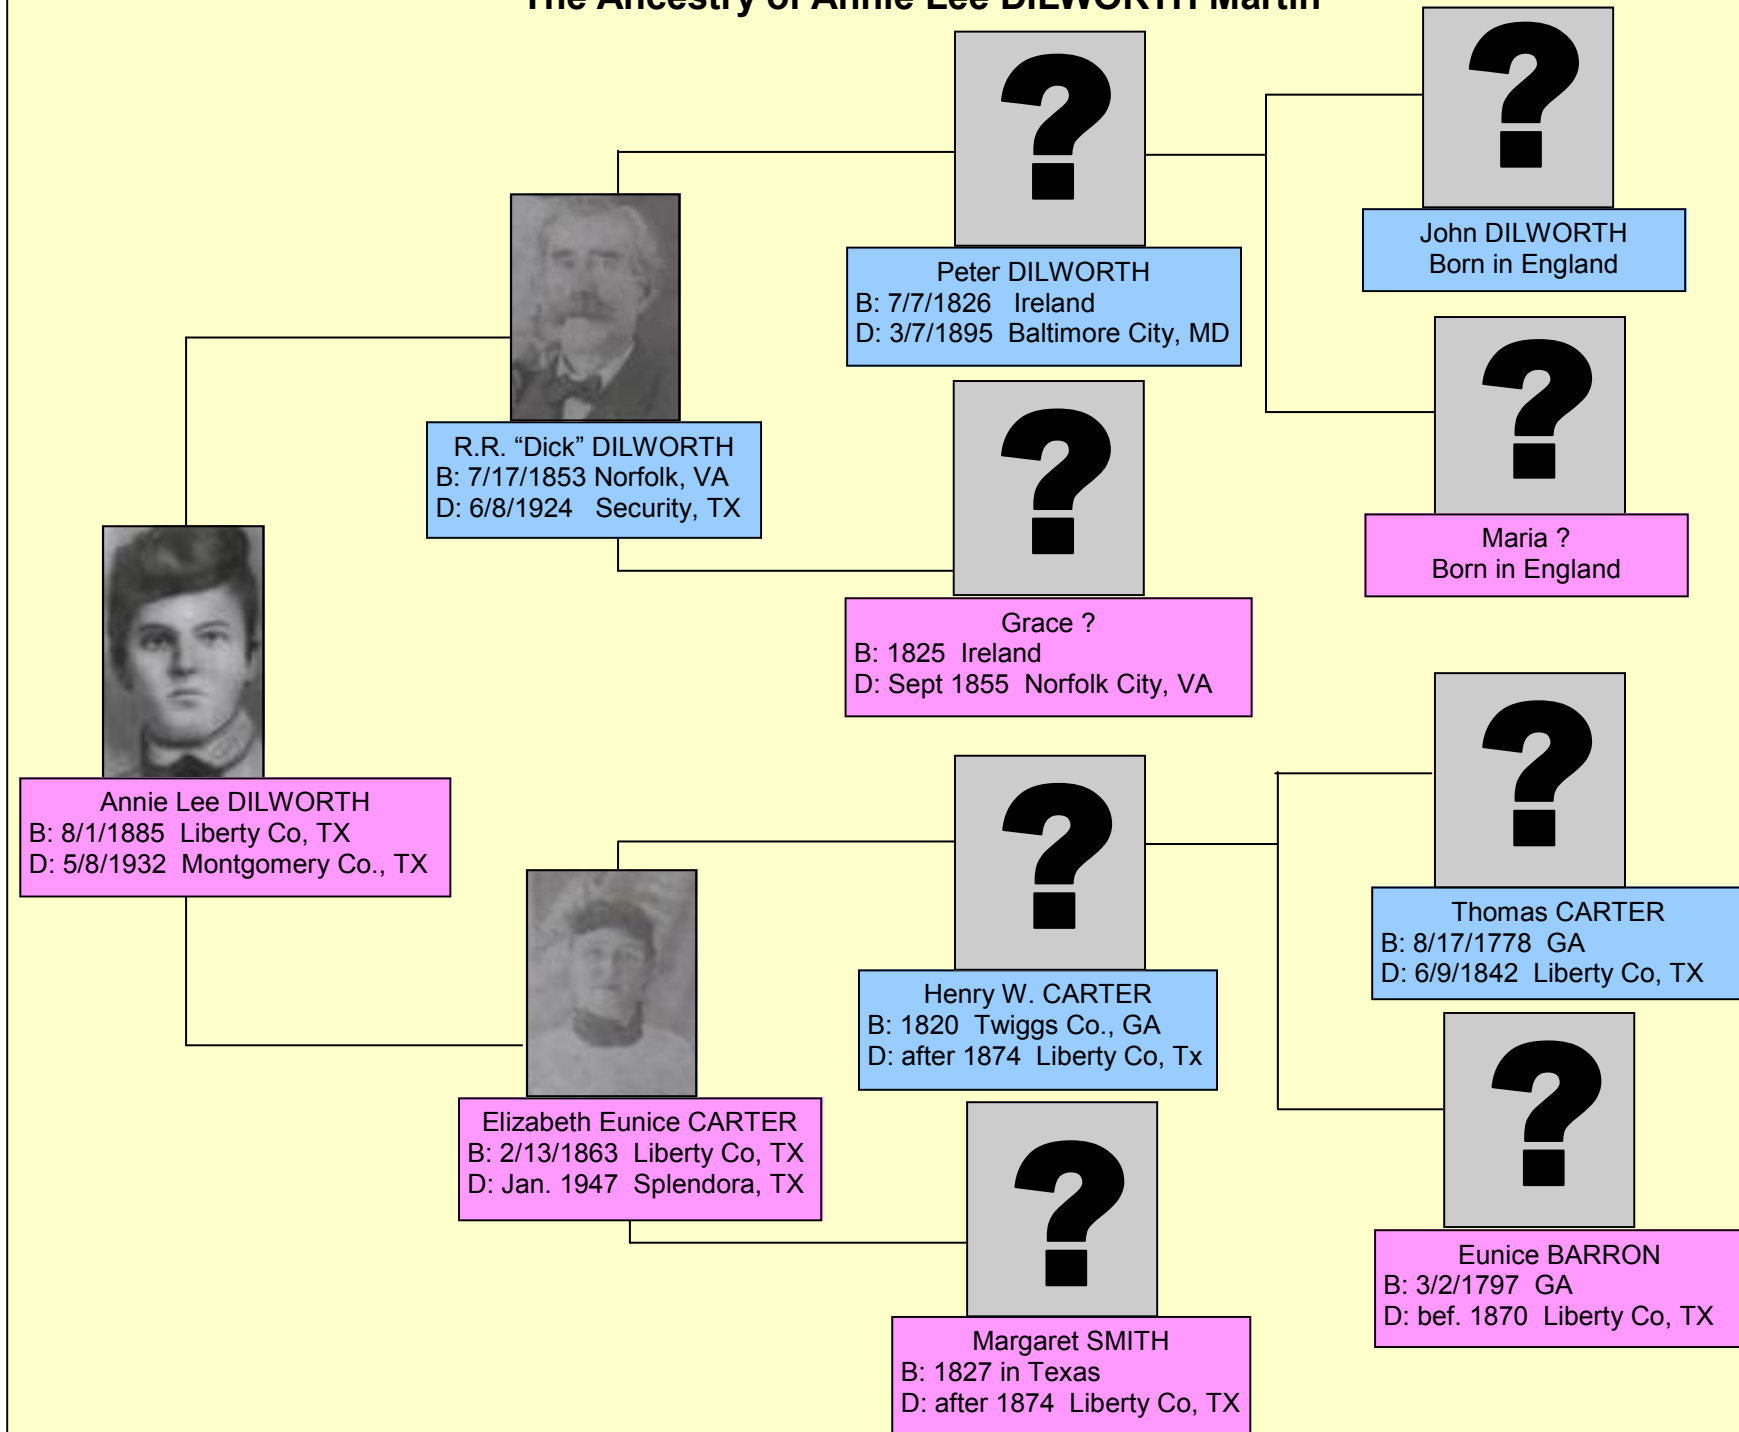 The Ancestry of Annie Lee DILWORTH Martin
John DILWORTH
Born in England
Peter DILWORTH
B: 7/7/1826 Ireland
D: 3/7/1895 Baltimore City, MD
R.R. “Dick” DILWORTH
B: 7/17/1853 Norfolk, VA
D: 6/8/1924 Security, TX
Maria ?
Born in England
Grace ?
B: 1825 Ireland
D: Sept 1855 Norfolk City, VA
Annie Lee DILWORTH
B: 8/1/1885 Liberty Co, TX
D: 5/8/1932 Montgomery Co., TX
Thomas CARTER
B: 8/17/1778 GA
D: 6/9/1842 Liberty Co, TX
Henry W. CARTER
B: 1820 Twiggs Co., GA
D: after 1874 Liberty Co, Tx
Elizabeth Eunice CARTER
B: 2/13/1863 Liberty Co, TX
D: Jan. 1947 Splendora, TX
Eunice BARRON
B: 3/2/1797 GA
D: bef. 1870 Liberty Co, TX
Margaret SMITH
B: 1827 in Texas
D: after 1874 Liberty Co, TX